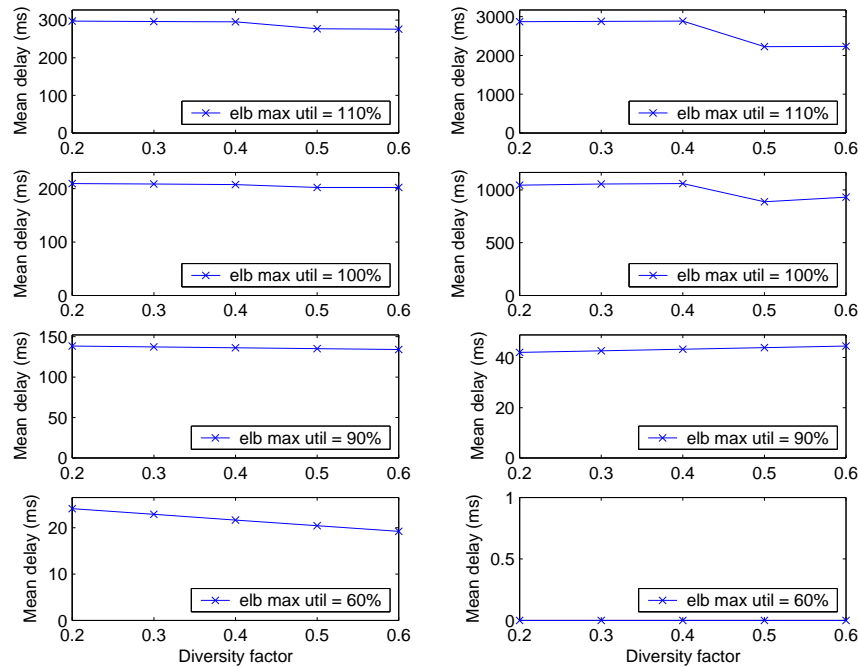 Mean delay (ms)
300
200
100
0
elb max util = 110%
0.2 0.3 0.4 0.5 0.6
Mean delay (ms)
3000
2000
1000
0
elb max util = 110%
0.2 0.3 0.4 0.5 0.6
Mean delay (ms)
200
100
0
elb max util = 100%
0.2 0.3 0.4 0.5 0.6
Mean delay (ms)
1000
500
0
elb max util = 100%
0.2 0.3 0.4 0.5 0.6
Mean delay (ms)
150
100
50
0
elb max util = 90%
0.2 0.3 0.4 0.5 0.6
Mean delay (ms)
40
20
0
elb max util = 90%
0.2 0.3 0.4 0.5 0.6
Mean delay (ms)
20
10
0
elb max util = 60%
0.2 0.3 0.4 0.5 0.6
Diversity factor
Mean delay (ms)
1
0.5
0
elb max util = 60%
0.2 0.3 0.4 0.5 0.6
Diversity factor